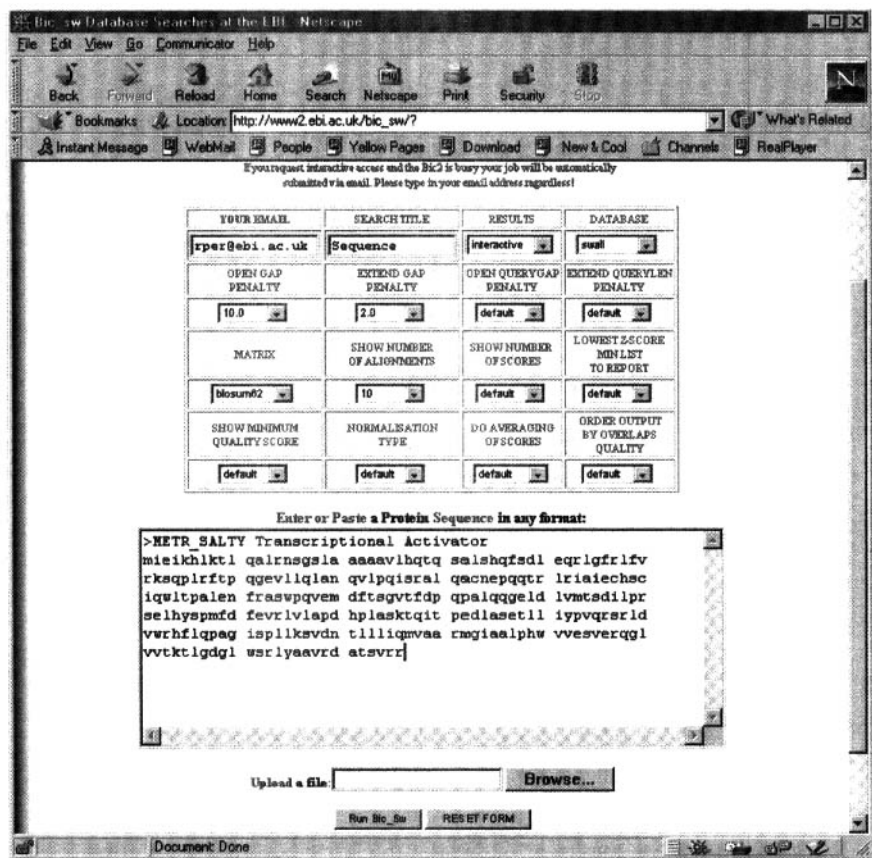 Bic_sw Database Searches at the EBI - Netscape
File Edit View Go Communicator Help
Back Forward Reload Home Search Netscape Print Security Stop
Bookmarks Location: http://www2.ebi.ac.uk/bic_sw/? What's Related
Instant Message WebMail People Yellow Pages Download New & Cool Channels RealPlayer
If you request interactive access and the Bic2 is busy your job will be automatically
submitted via email. Please type in your email address regardless!
YOUR EMAIL SEARCH TITLE RESULTS DATABASE
rper@ebi.ac.uk Sequence interactive swall
OPEN GAP PENALTY EXTEND GAP PENALTY OPEN QUERYGAP PENALTY EXTEND QUERYLEN PENALTY
10.0 2.0 default default
MATRIX SHOW NUMBER OF ALIGNMENTS SHOW NUMBER OF SCORES LOWEST Z-SCORE MIN LIST TO REPORT
blosum62 10 default default
SHOW MINIMUM QUALITY SCORE NORMALISATION TYPE DO AVERAGING OF SCORES ORDER OUTPUT BY OVERLAPS QUALITY
default default default default
Enter or Paste a Protein Sequence in any format:
>METR_SALTY Transcriptional Activator
mieikhlktl qalrnsgsla aaaavlhqtq salshqfsdl eqrlgfrlfv
rksqplrftp qgevllqlan qvlpqisral qacnepqqtr lriaiechsc
iqwltpalen fraswpqvem dftsgvtfdp qpalqqgeld lvmtsdilpr
selhyspmfd fevrlvlapd hplasktqit pedlasetll iypvqrsrld
vwrhflqpag ispllksvdn tllliqmvaa rmgiaalphw vvesverqgl
vvtktlgdgl wsrlyaavrd atsvrr
Upload a file: Browse...
Run Bic_Sw RESET FORM
Document: Done